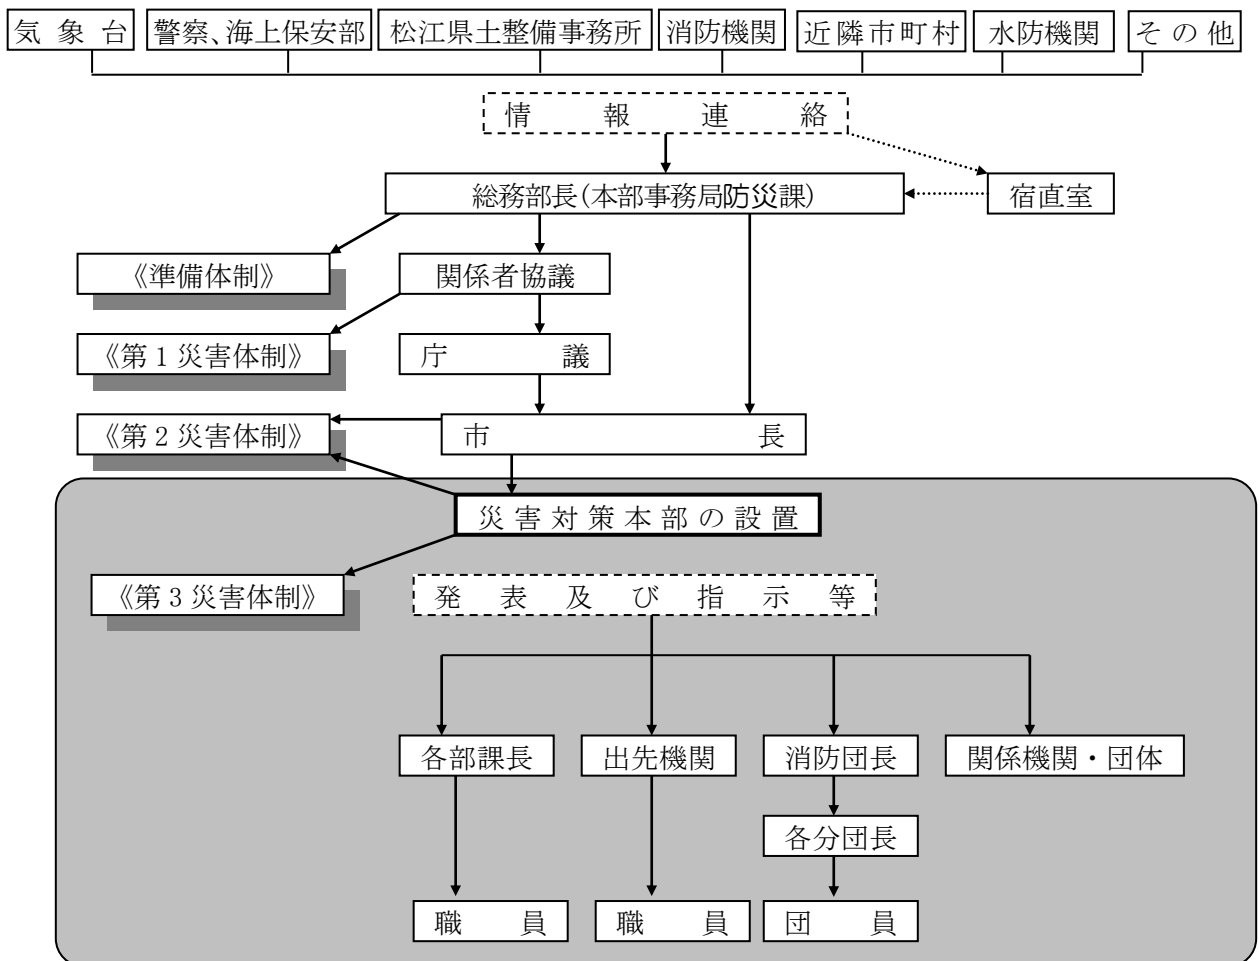 気象台 警察、海上保安部 松江県土整備事務所 消防機関 近隣市町村 水防機関 その他
情報連絡
総務部長(本部事務局防災課) 宿直室
《準備体制》 関係者協議
《第1災害体制》 庁議
《第2災害体制》 市長
災害対策本部の設置
《第3災害体制》 発表及び指示等
各部課長 出先機関 消防団長 関係機関・団体
各分団長
職員 職員 団員